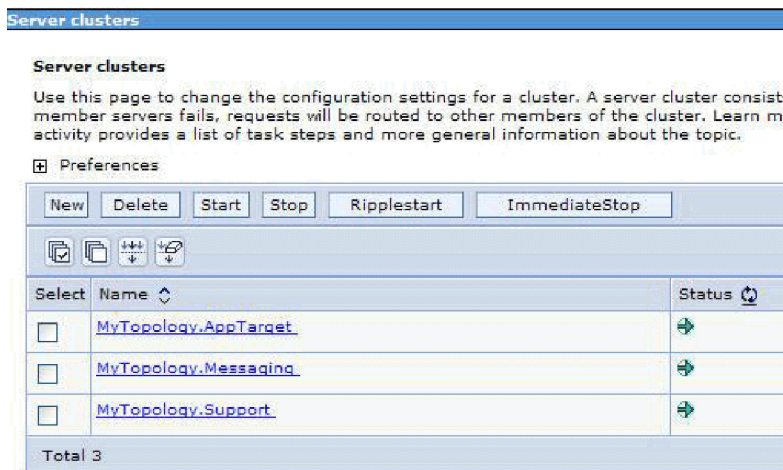 Server clusters
Server clusters
Use this page to change the configuration settings for a cluster. A server cluster consist
member servers fails, requests will be routed to other members of the cluster. Learn m
activity provides a list of task steps and more general information about the topic.
Preferences
New Delete Start Stop Ripplestart ImmediateStop
Select Name Status
MyTopology.AppTarget
MyTopology.Messaging
MyTopology.Support
Total 3